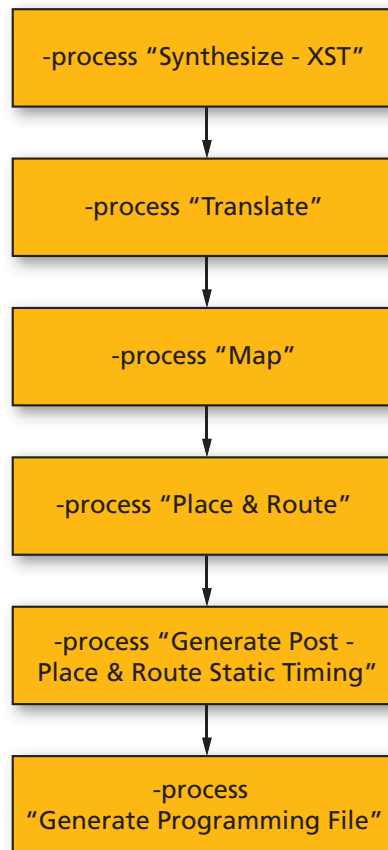 -process “Synthesize - XST”
-process “Translate”
-process “Map”
-process “Place & Route”
-process “Generate Post -
Place & Route Static Timing”
-process
“Generate Programming File”